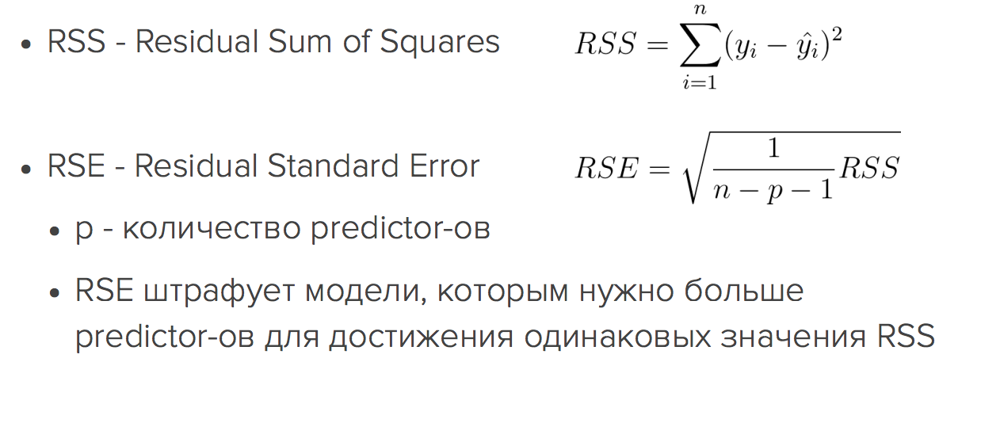 • RSS - Residual Sum of Squares RSS = \sum_{i=1}^{n} (y_i - \hat{y}_i)^2
• RSE - Residual Standard Error RSE = \sqrt{\frac{1}{n - p - 1} RSS}
• p - количество predictor-ов
• RSE штрафует модели, которым нужно больше
predictor-ов для достижения одинаковых значения RSS